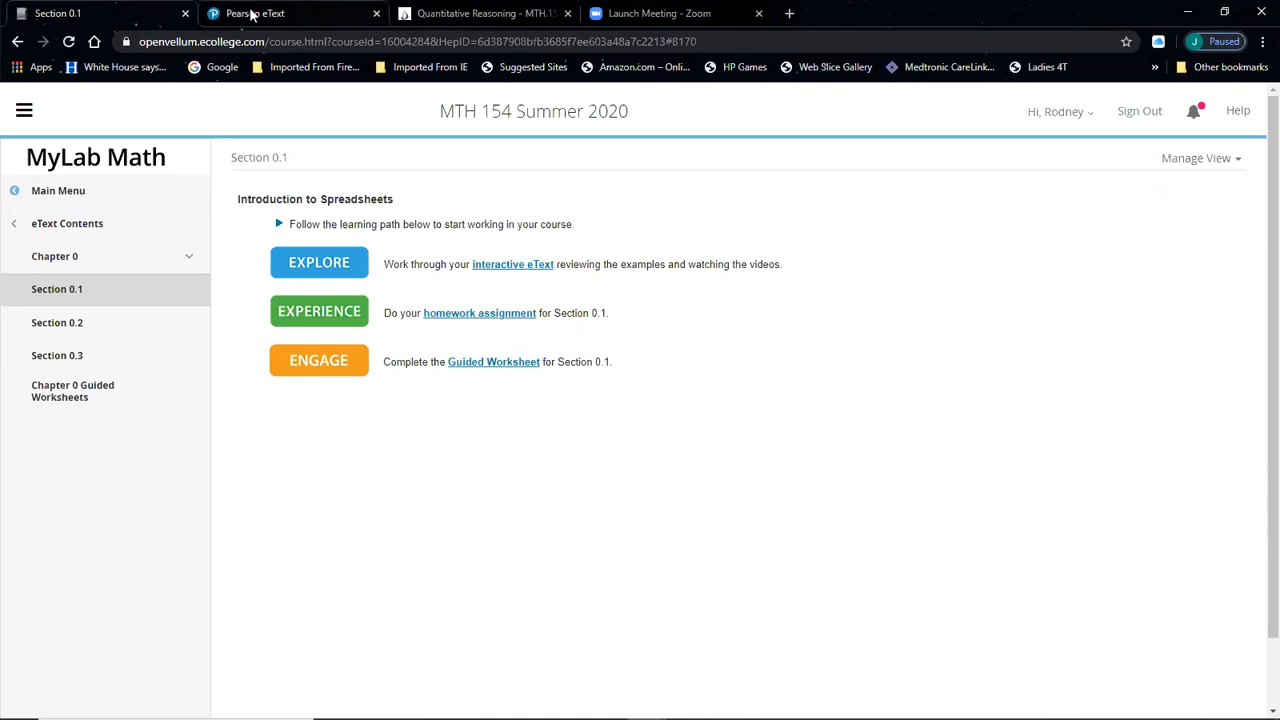 Section 0.1
Pearson eText
Quantitative Reasoning - MTH.15
Launch Meeting - Zoom
openvellum.ecollege.com/course.html?courseId=16004284&HepID=6d387908bfb3685f7ee603a48a7c2213#8170
J Paused
Apps
White House says...
Google
Imported From Fire...
Imported From IE
Suggested Sites
Amazon.com – Onli...
HP Games
Web Slice Gallery
Medtronic CareLink...
Ladies 4T
»
Other bookmarks
MTH 154 Summer 2020
Hi, Rodney
Sign Out
Help
MyLab Math
Main Menu
eText Contents
Chapter 0
Section 0.1
Section 0.2
Section 0.3
Chapter 0 Guided
Worksheets
Section 0.1
Manage View
Introduction to Spreadsheets
Follow the learning path below to start working in your course.
EXPLORE Work through your interactive eText reviewing the examples and watching the videos.
EXPERIENCE Do your homework assignment for Section 0.1.
ENGAGE Complete the Guided Worksheet for Section 0.1.